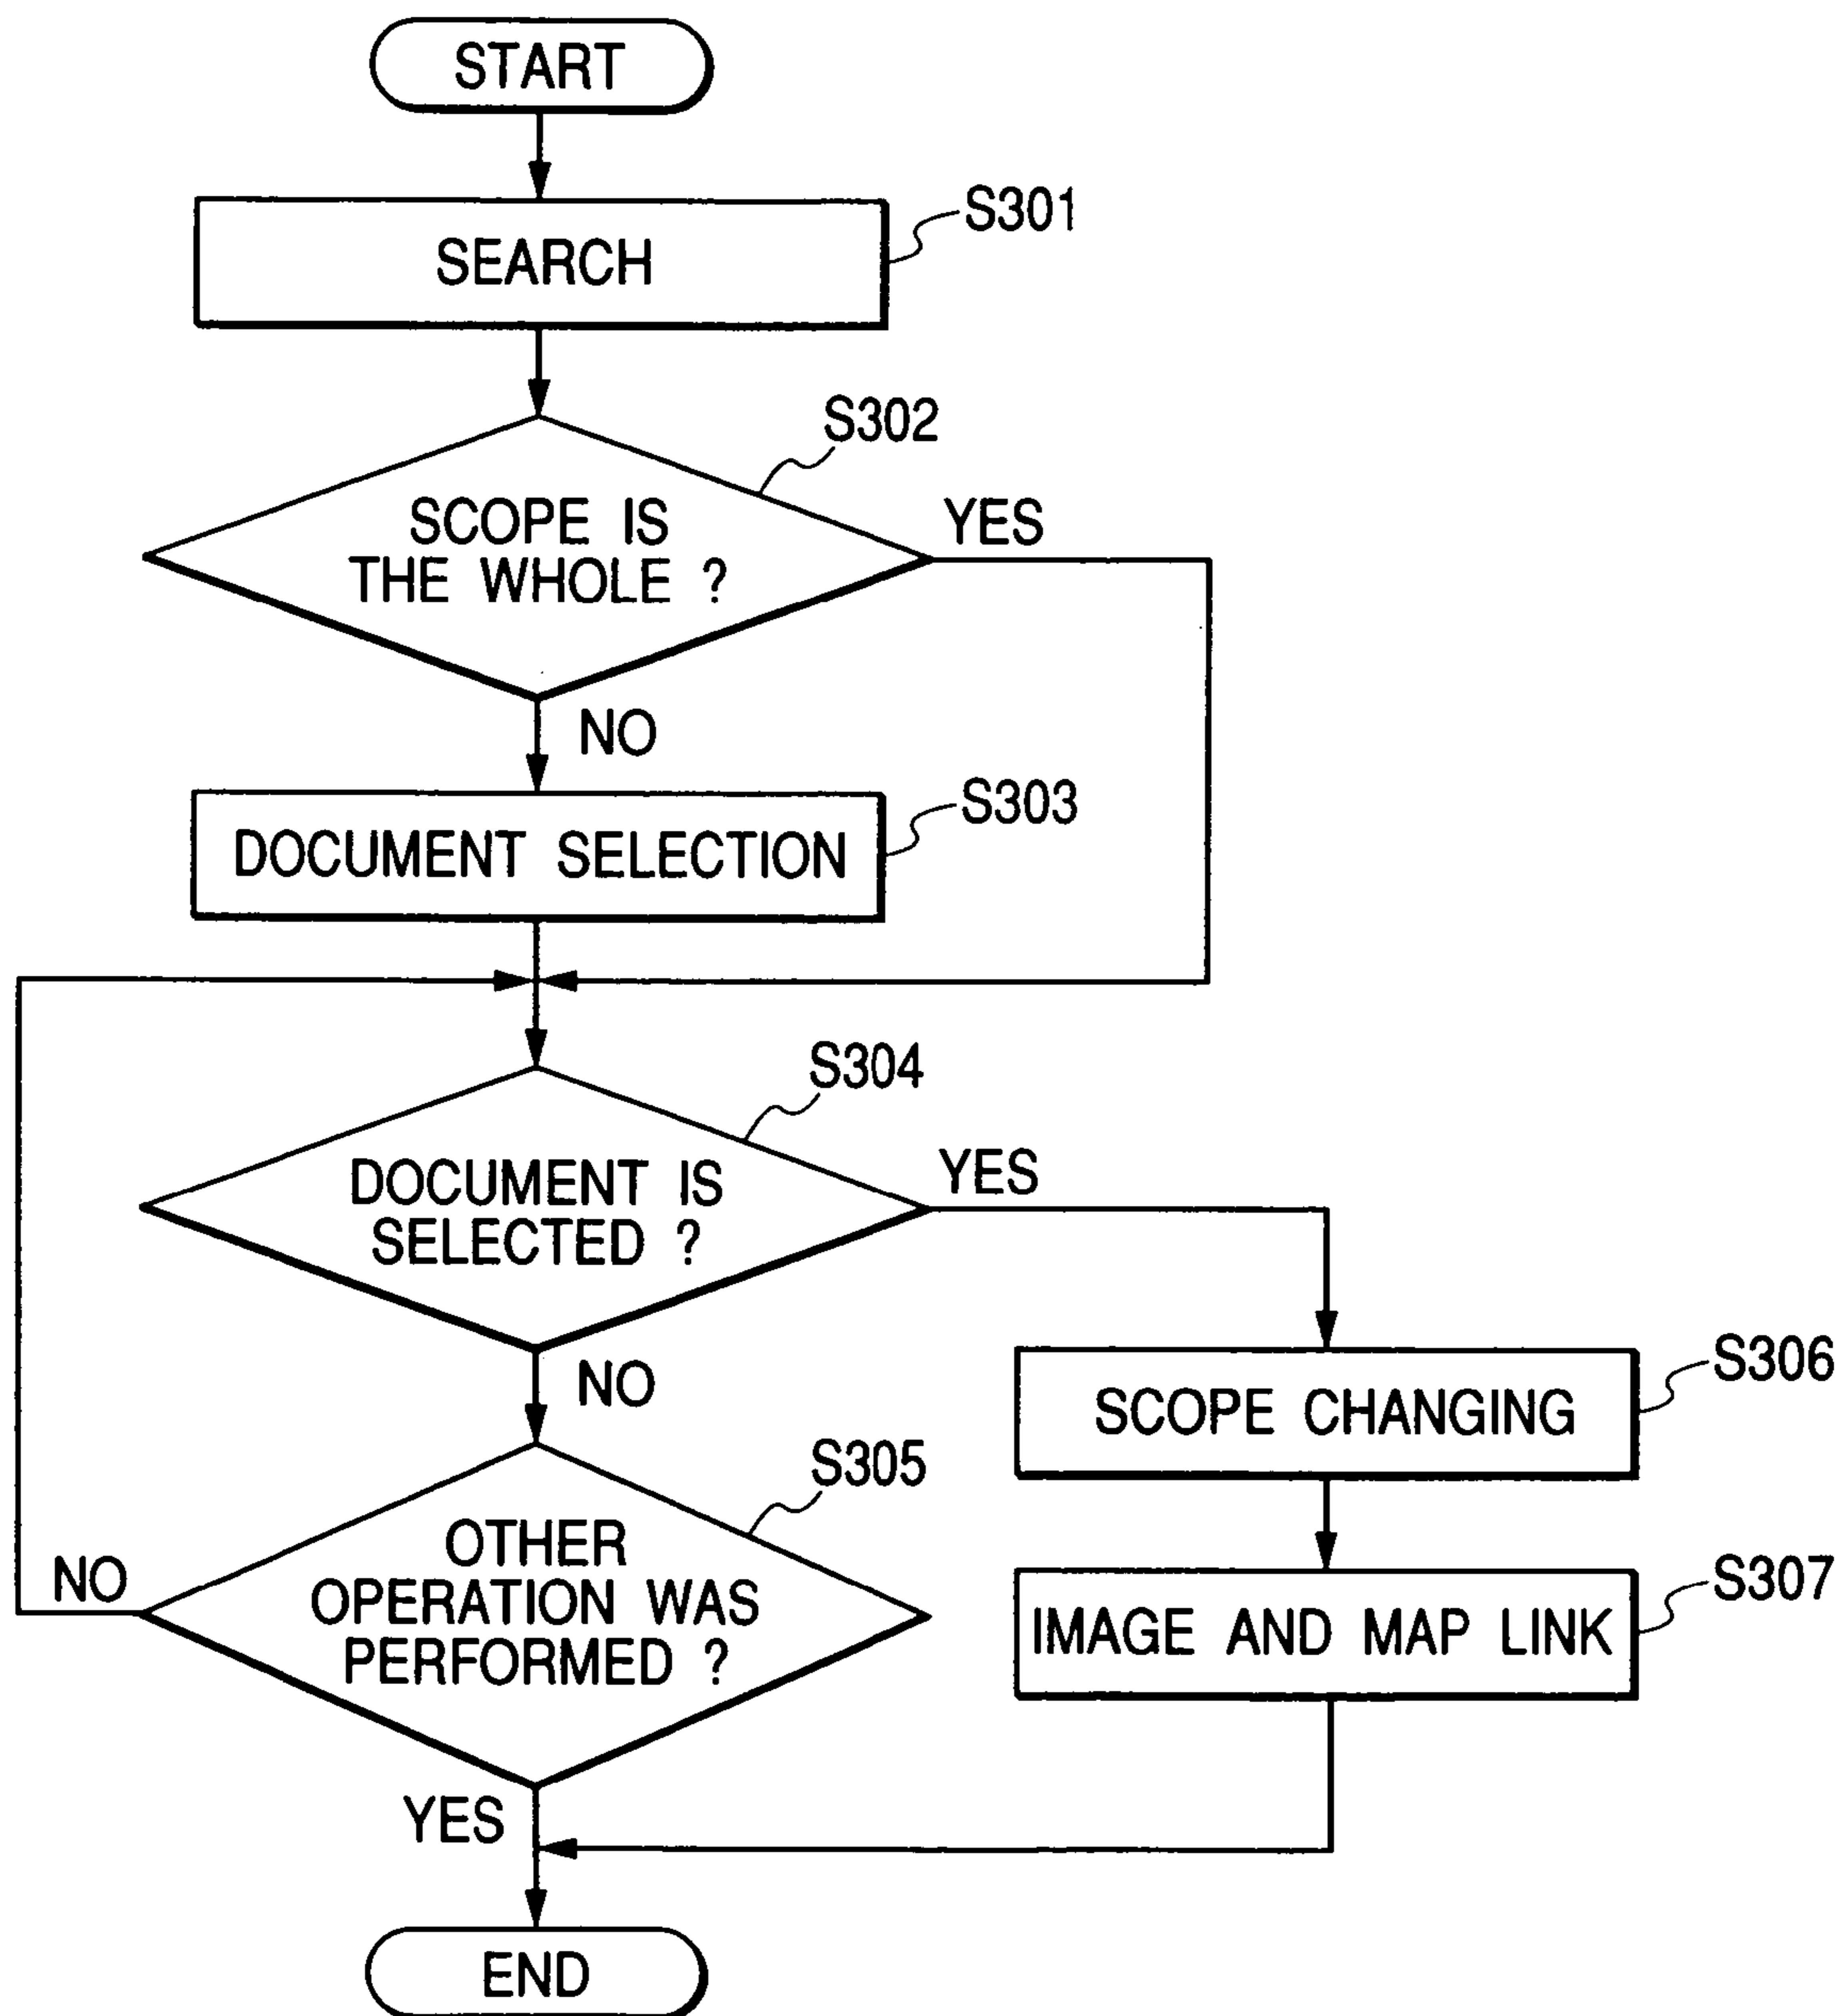 START
S301
SEARCH
S302
SCOPE IS
THE WHOLE ?
YES
NO
S303
DOCUMENT SELECTION
S304
DOCUMENT IS
SELECTED ?
YES
NO
S306
SCOPE CHANGING
S305
OTHER
OPERATION WAS
PERFORMED ?
NO
S307
IMAGE AND MAP LINK
YES
END